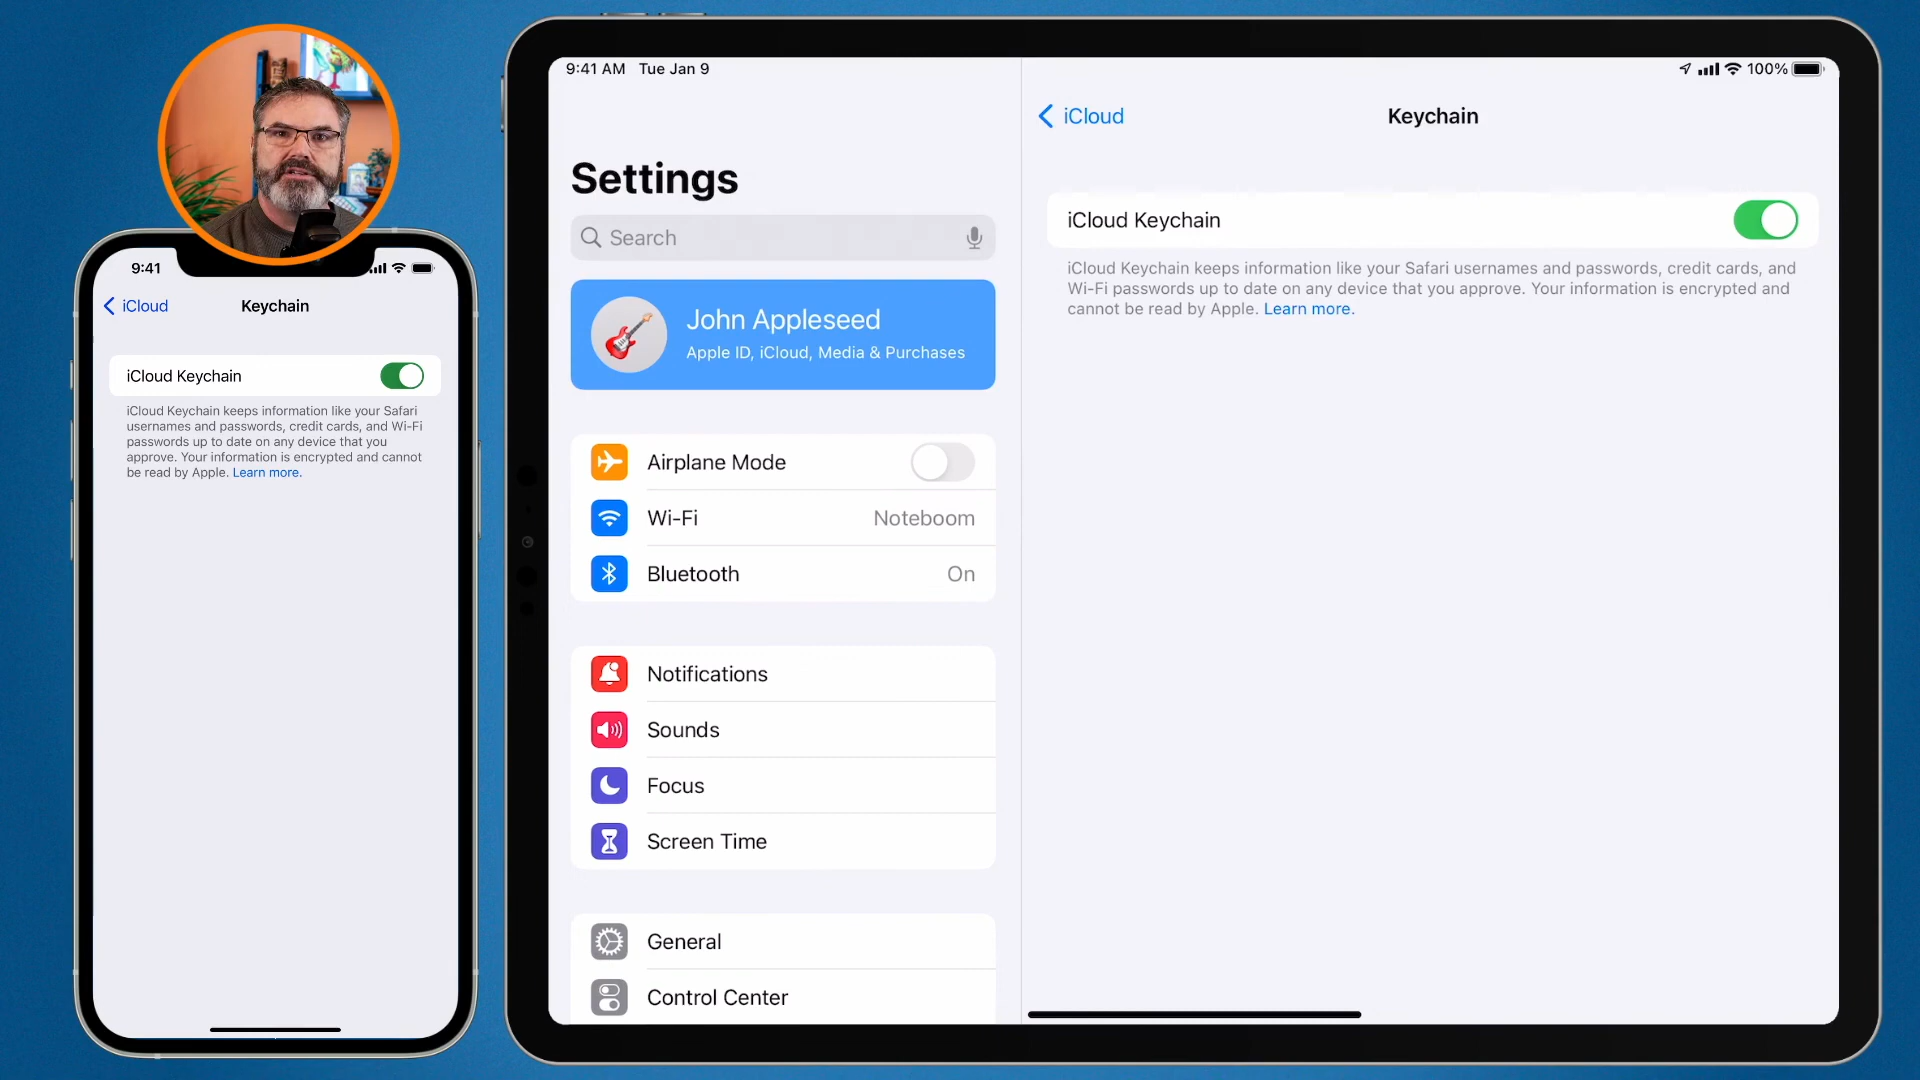 9:41
iCloud
Keychain
iCloud Keychain
iCloud Keychain keeps information like your Safari
usernames and passwords, credit cards, and Wi-Fi
passwords up to date on any device that you
approve. Your information is encrypted and cannot
be read by Apple. Learn more.
9:41 AM Tue Jan 9
100%
Settings
Search
John Appleseed
Apple ID, iCloud, Media & Purchases
Airplane Mode
Wi-Fi Noteboom
Bluetooth On
Notifications
Sounds
Focus
Screen Time
General
Control Center
iCloud
Keychain
iCloud Keychain
iCloud Keychain keeps information like your Safari usernames and passwords, credit cards, and
Wi-Fi passwords up to date on any device that you approve. Your information is encrypted and
cannot be read by Apple. Learn more.